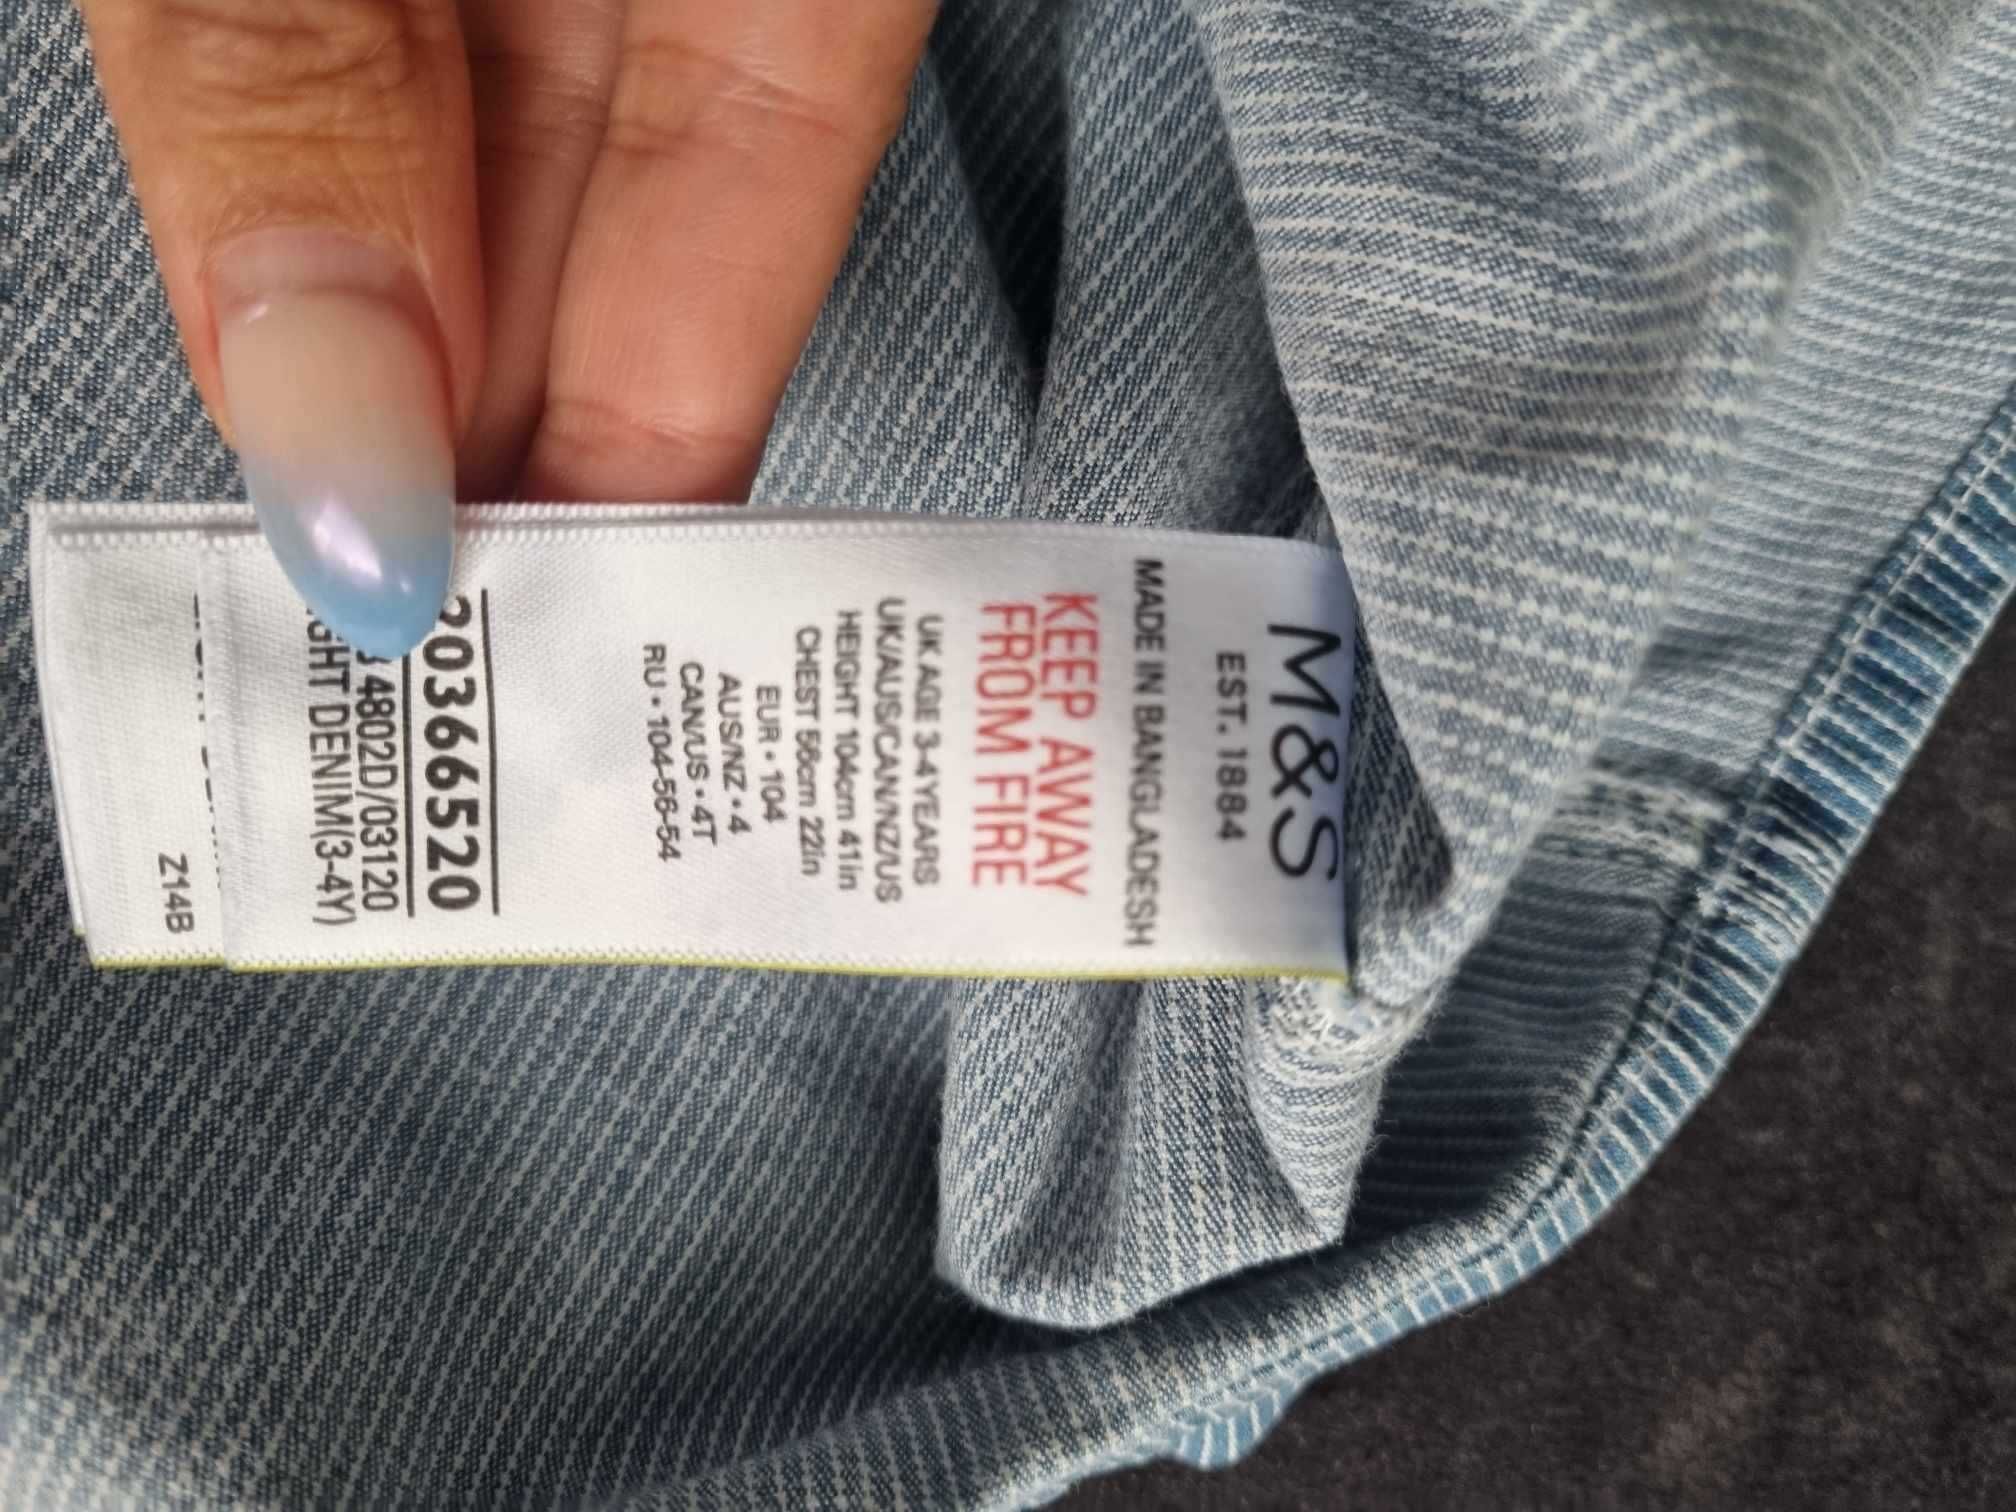 M&S
EST. 1884
MADE IN BANGLADESH
KEEP AWAY
FROM FIRE
UK AGE 3-4 YEARS
UK/AUS/CAN/NZ/US
HEIGHT 104cm 41in
CHEST 56cm 22in
EUR • 104
AUS/NZ • 4
CAN/US • 4T
RU • 104-56-54
20366520
4802D/03120
GHT DENIM(3-4Y)
Z14B